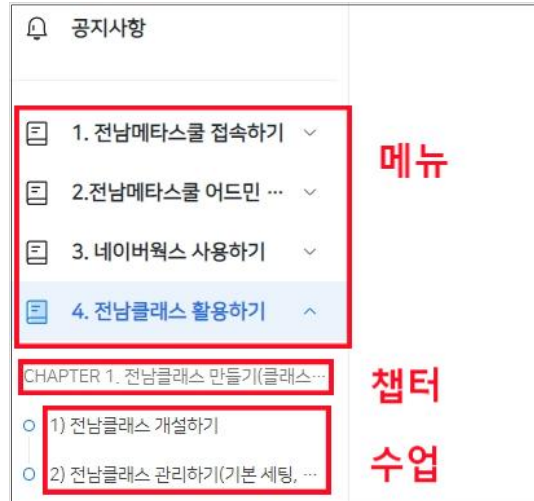 공지사항
1. 전남메타스쿨 접속하기
메뉴
2.전남메타스쿨 어드민 …
3. 네이버웍스 사용하기
4. 전남클래스 활용하기
CHAPTER 1. 전남클래스 만들기(클래스…
챕터
1) 전남클래스 개설하기
수업
2) 전남클래스 관리하기(기본 세팅, …